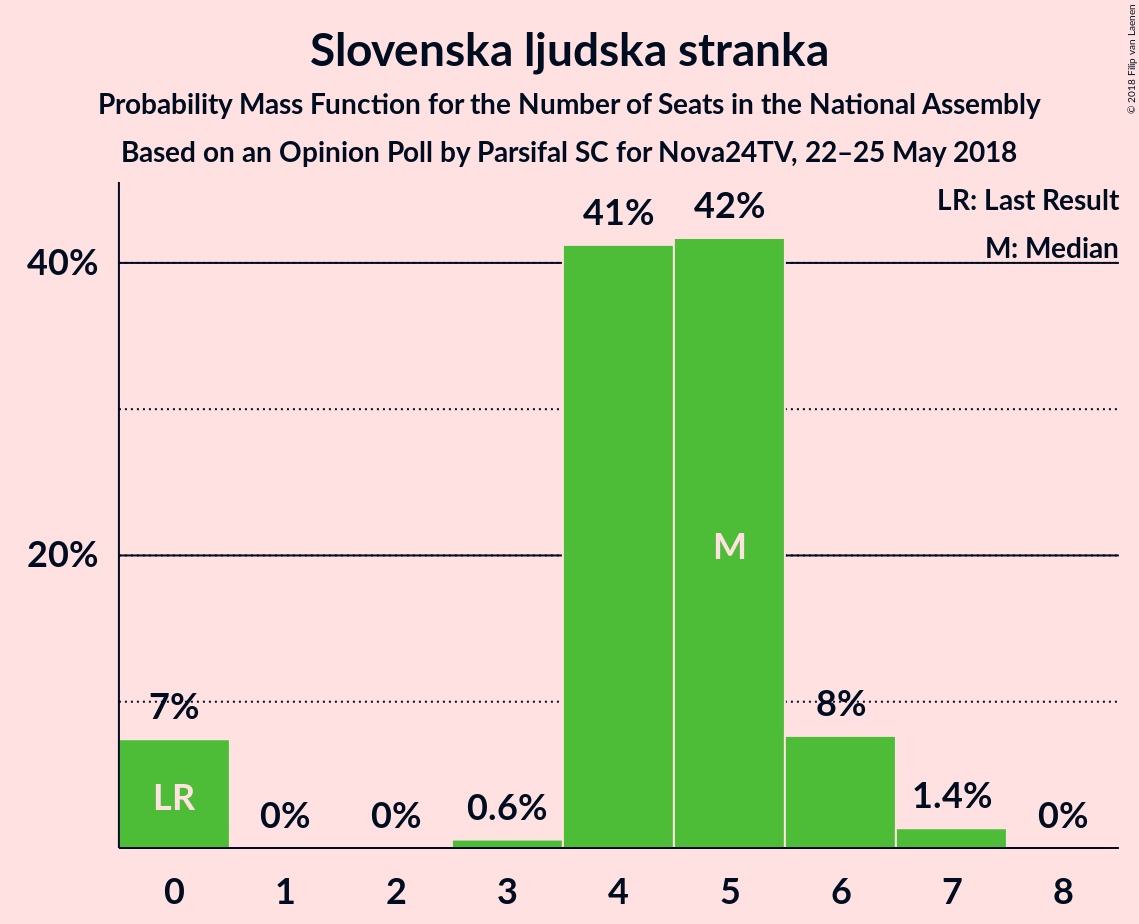 Slovenska ljudska stranka
Probability Mass Function for the Number of Seats in the National Assembly
Based on an Opinion Poll by Parsifal SC for Nova24TV, 22–25 May 2018
© 2018 Filip van Laenen
LR: Last Result
M: Median
41%
42%
40%
20%
M
7%
8%
LR
0%
0%
0.6%
1.4%
0%
0 1 2 3 4 5 6 7 8